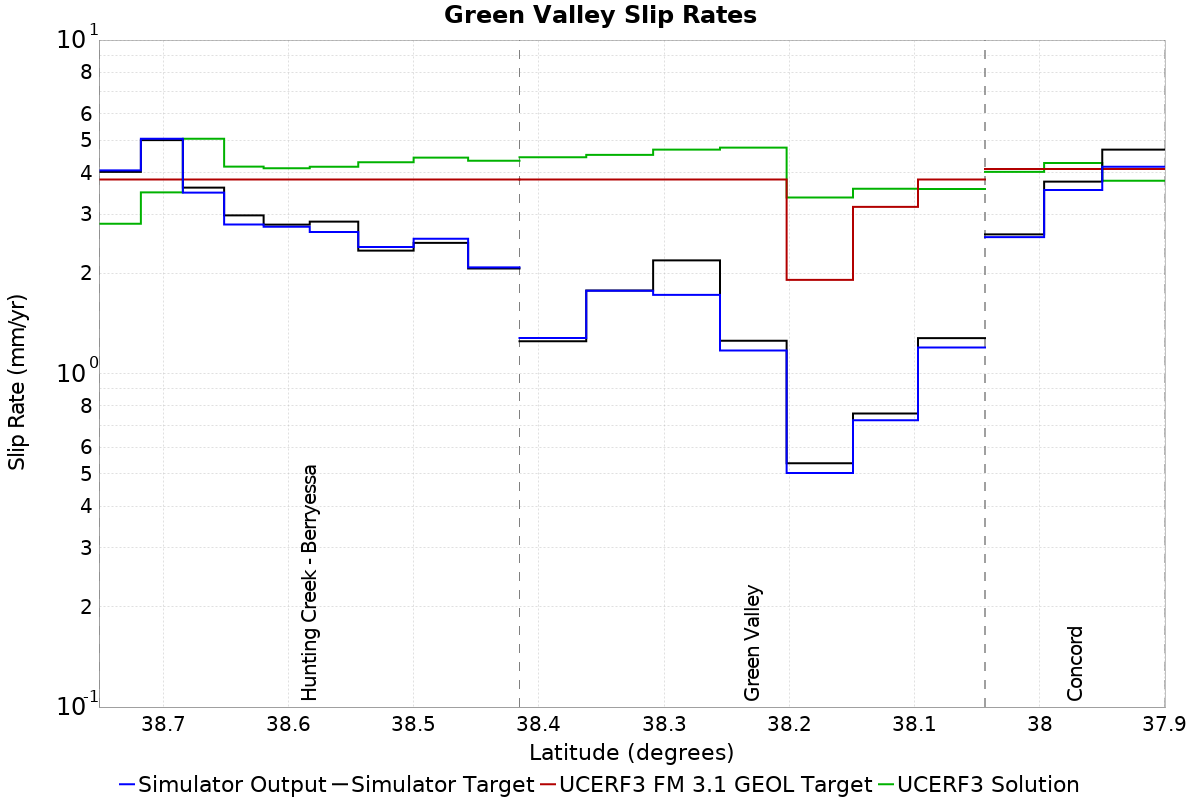 Green Valley Slip Rates
10^1
8
6
5
4
3
2
10^0
8
6
5
4
3
2
10^-1
Slip Rate (mm/yr)
Hunting Creek - Berryessa
Green Valley
Concord
38.7 38.6 38.5 38.4 38.3 38.2 38.1 38 37.9
Latitude (degrees)
Simulator Output Simulator Target UCERF3 FM 3.1 GEOL Target UCERF3 Solution